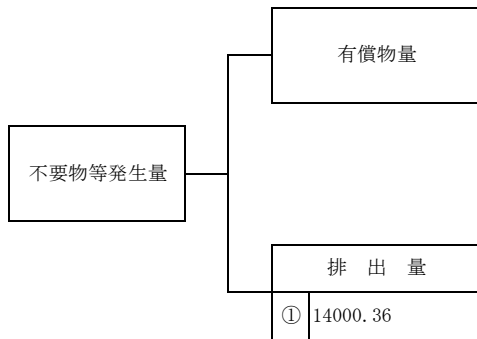 有償物量
不要物等発生量
排 出 量
① 14000.36